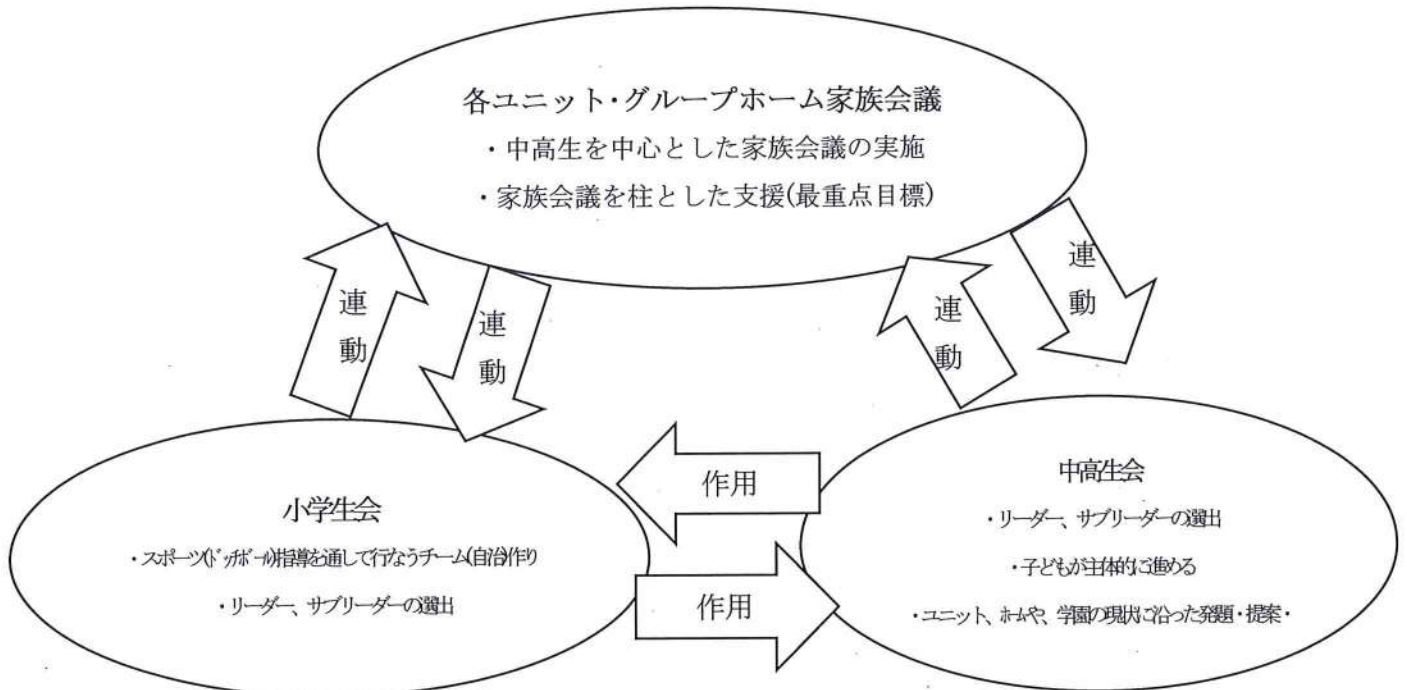 各ユニット・グループホーム家族会議
・中高生を中心とした家族会議の実施
・家族会議を柱とした支援(最重点目標)
連動
連動
連動
連動
小学生会
・スポーツ(ドッチボール)指導を通して行なうチーム(自治)作り
・リーダー、サブリーダーの選出
作用
作用
中高生会
・リーダー、サブリーダーの選出
・子どもが主体的に進める
・ユニット、ホームや、学園の現状に沿った発題・提案・